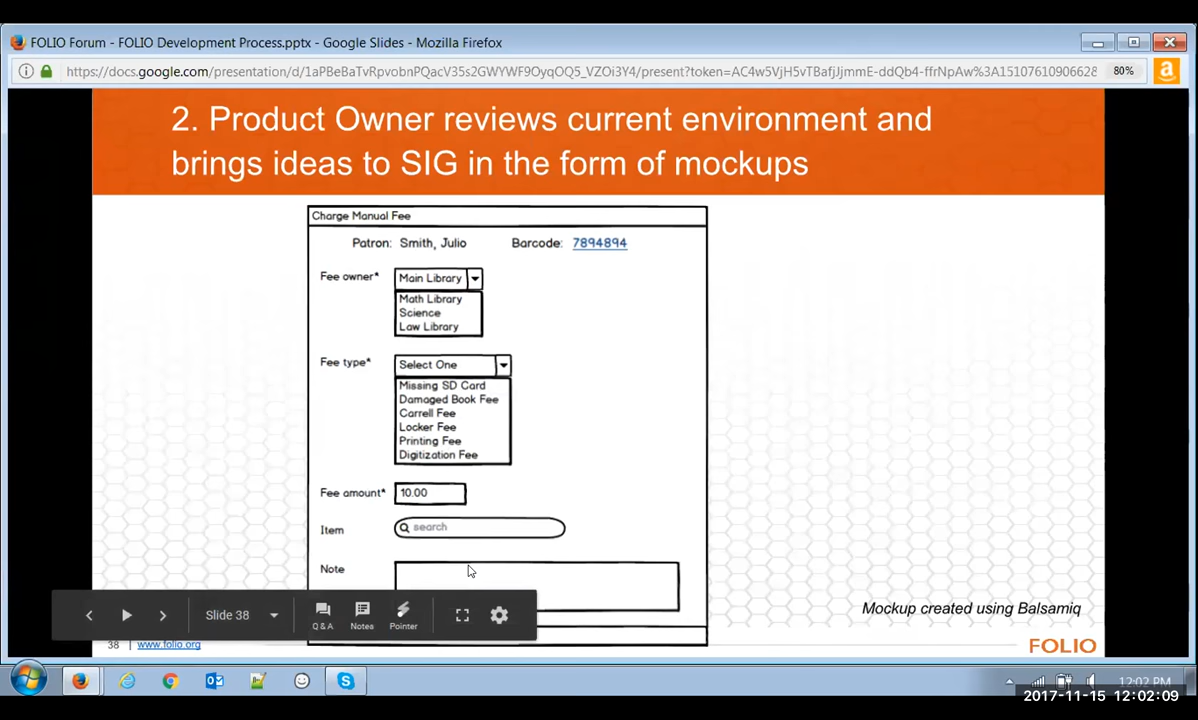 FOLIO Forum - FOLIO Development Process.pptx - Google Slides - Mozilla Firefox
https://docs.google.com/presentation/d/1aPBeBaTvRpvobnPQacV35s2GWYWF9OyqOQ5_VZOi3Y4/present?token=AC4w5VjH5vTBafjJjmmE-ddQb4-ffrNpAw%3A15107610906628
80%
2. Product Owner reviews current environment and
brings ideas to SIG in the form of mockups
Charge Manual Fee
Patron: Smith, Julio Barcode: 7894894
Fee owner* Main Library
Math Library
Science
Law Library
Fee type* Select One
Missing SD Card
Damaged Book Fee
Carrell Fee
Locker Fee
Printing Fee
Digitization Fee
Fee amount* 10.00
Item search
Note
Mockup created using Balsamiq
Slide 38
Q & A Notes Pointer
38 | www.folio.org
FOLIO
12:02 PM
2017-11-15 12:02:09